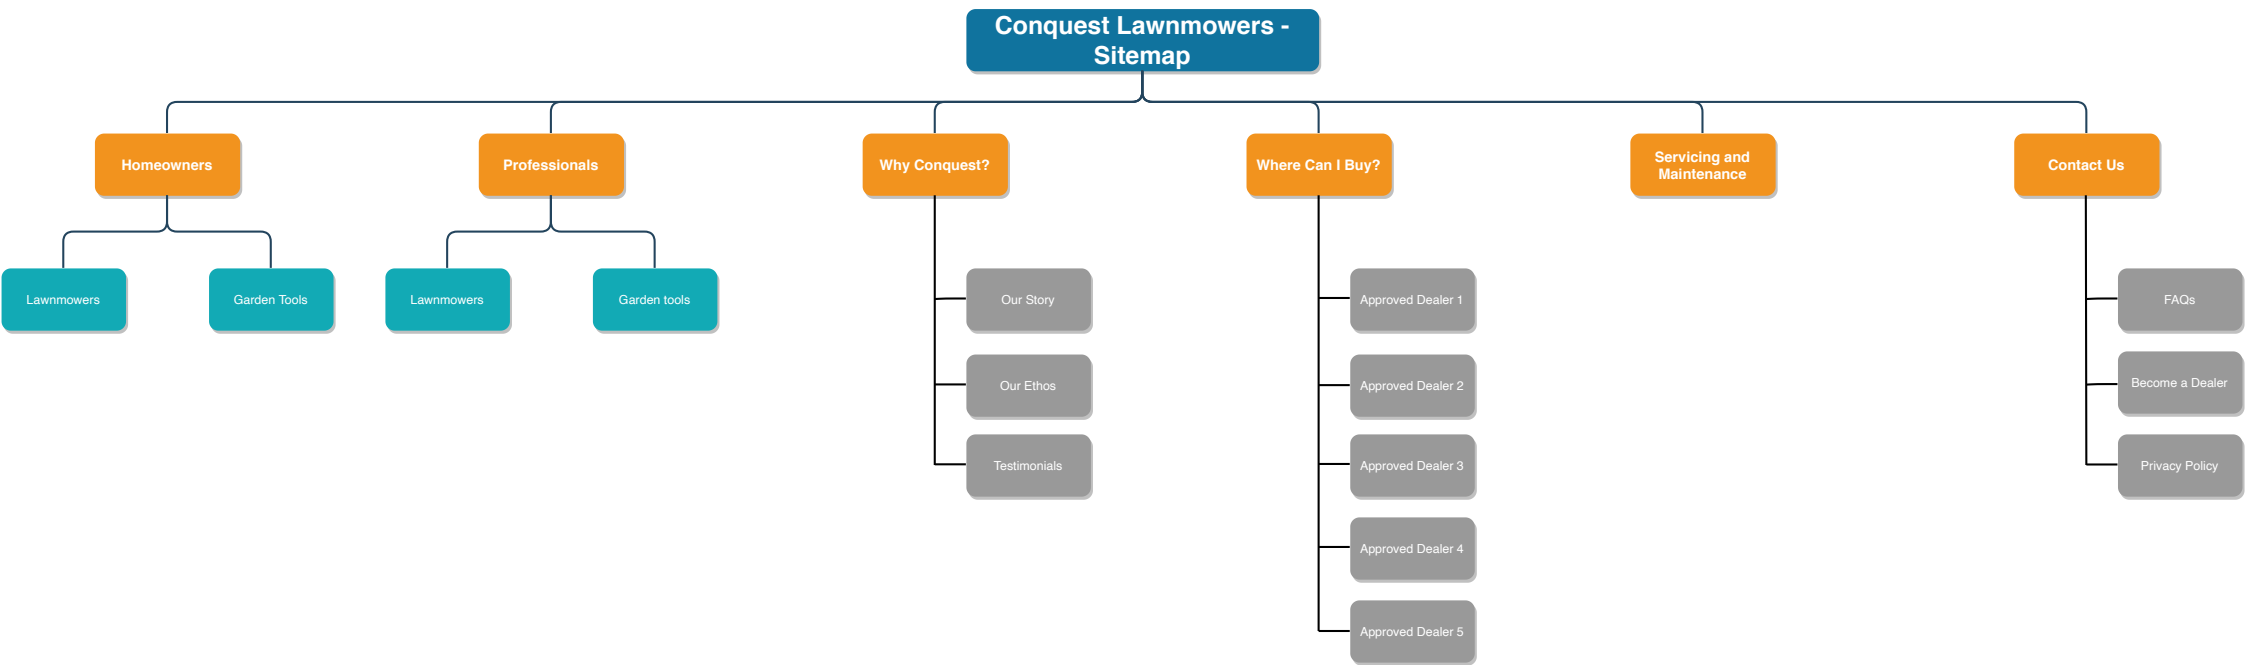 Conquest Lawnmowers -
Sitemap
Homeowners
Professionals
Why Conquest?
Where Can I Buy?
Servicing and
Maintenance
Contact Us
Lawnmowers
Garden Tools
Lawnmowers
Garden tools
Our Story
Approved Dealer 1
FAQs
Our Ethos
Approved Dealer 2
Become a Dealer
Testimonials
Approved Dealer 3
Privacy Policy
Approved Dealer 4
Approved Dealer 5